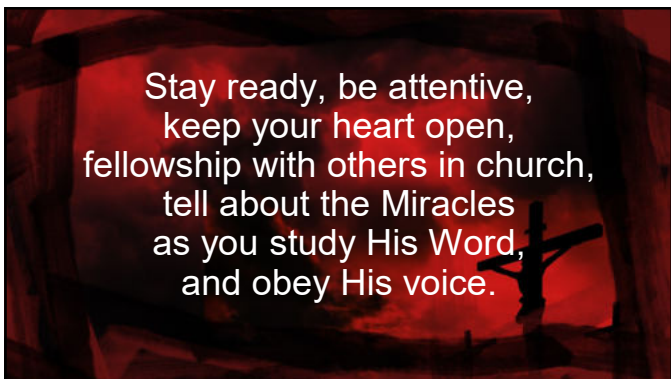 Stay ready, be attentive,
keep your heart open,
fellowship with others in church,
tell about the Miracles
as you study His Word,
and obey His voice.